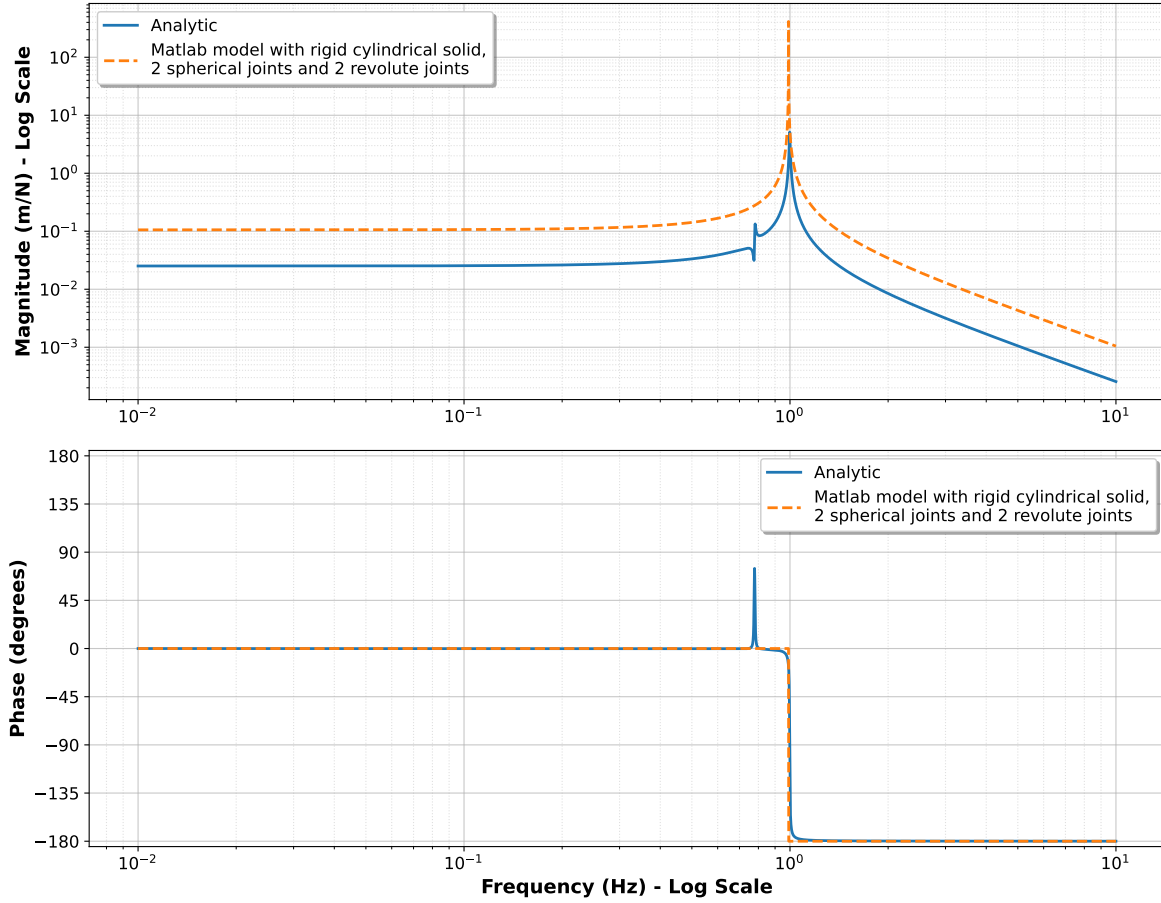 Magnitude (m/N) - Log Scale
10²
10¹
10⁰
10⁻¹
10⁻²
10⁻³
Analytic
Matlab model with rigid cylindrical solid,
2 spherical joints and 2 revolute joints
10⁻² 10⁻¹ 10⁰ 10¹
Phase (degrees)
180
135
90
45
0
−45
−90
−135
−180
Analytic
Matlab model with rigid cylindrical solid,
2 spherical joints and 2 revolute joints
10⁻² 10⁻¹ 10⁰ 10¹
Frequency (Hz) - Log Scale